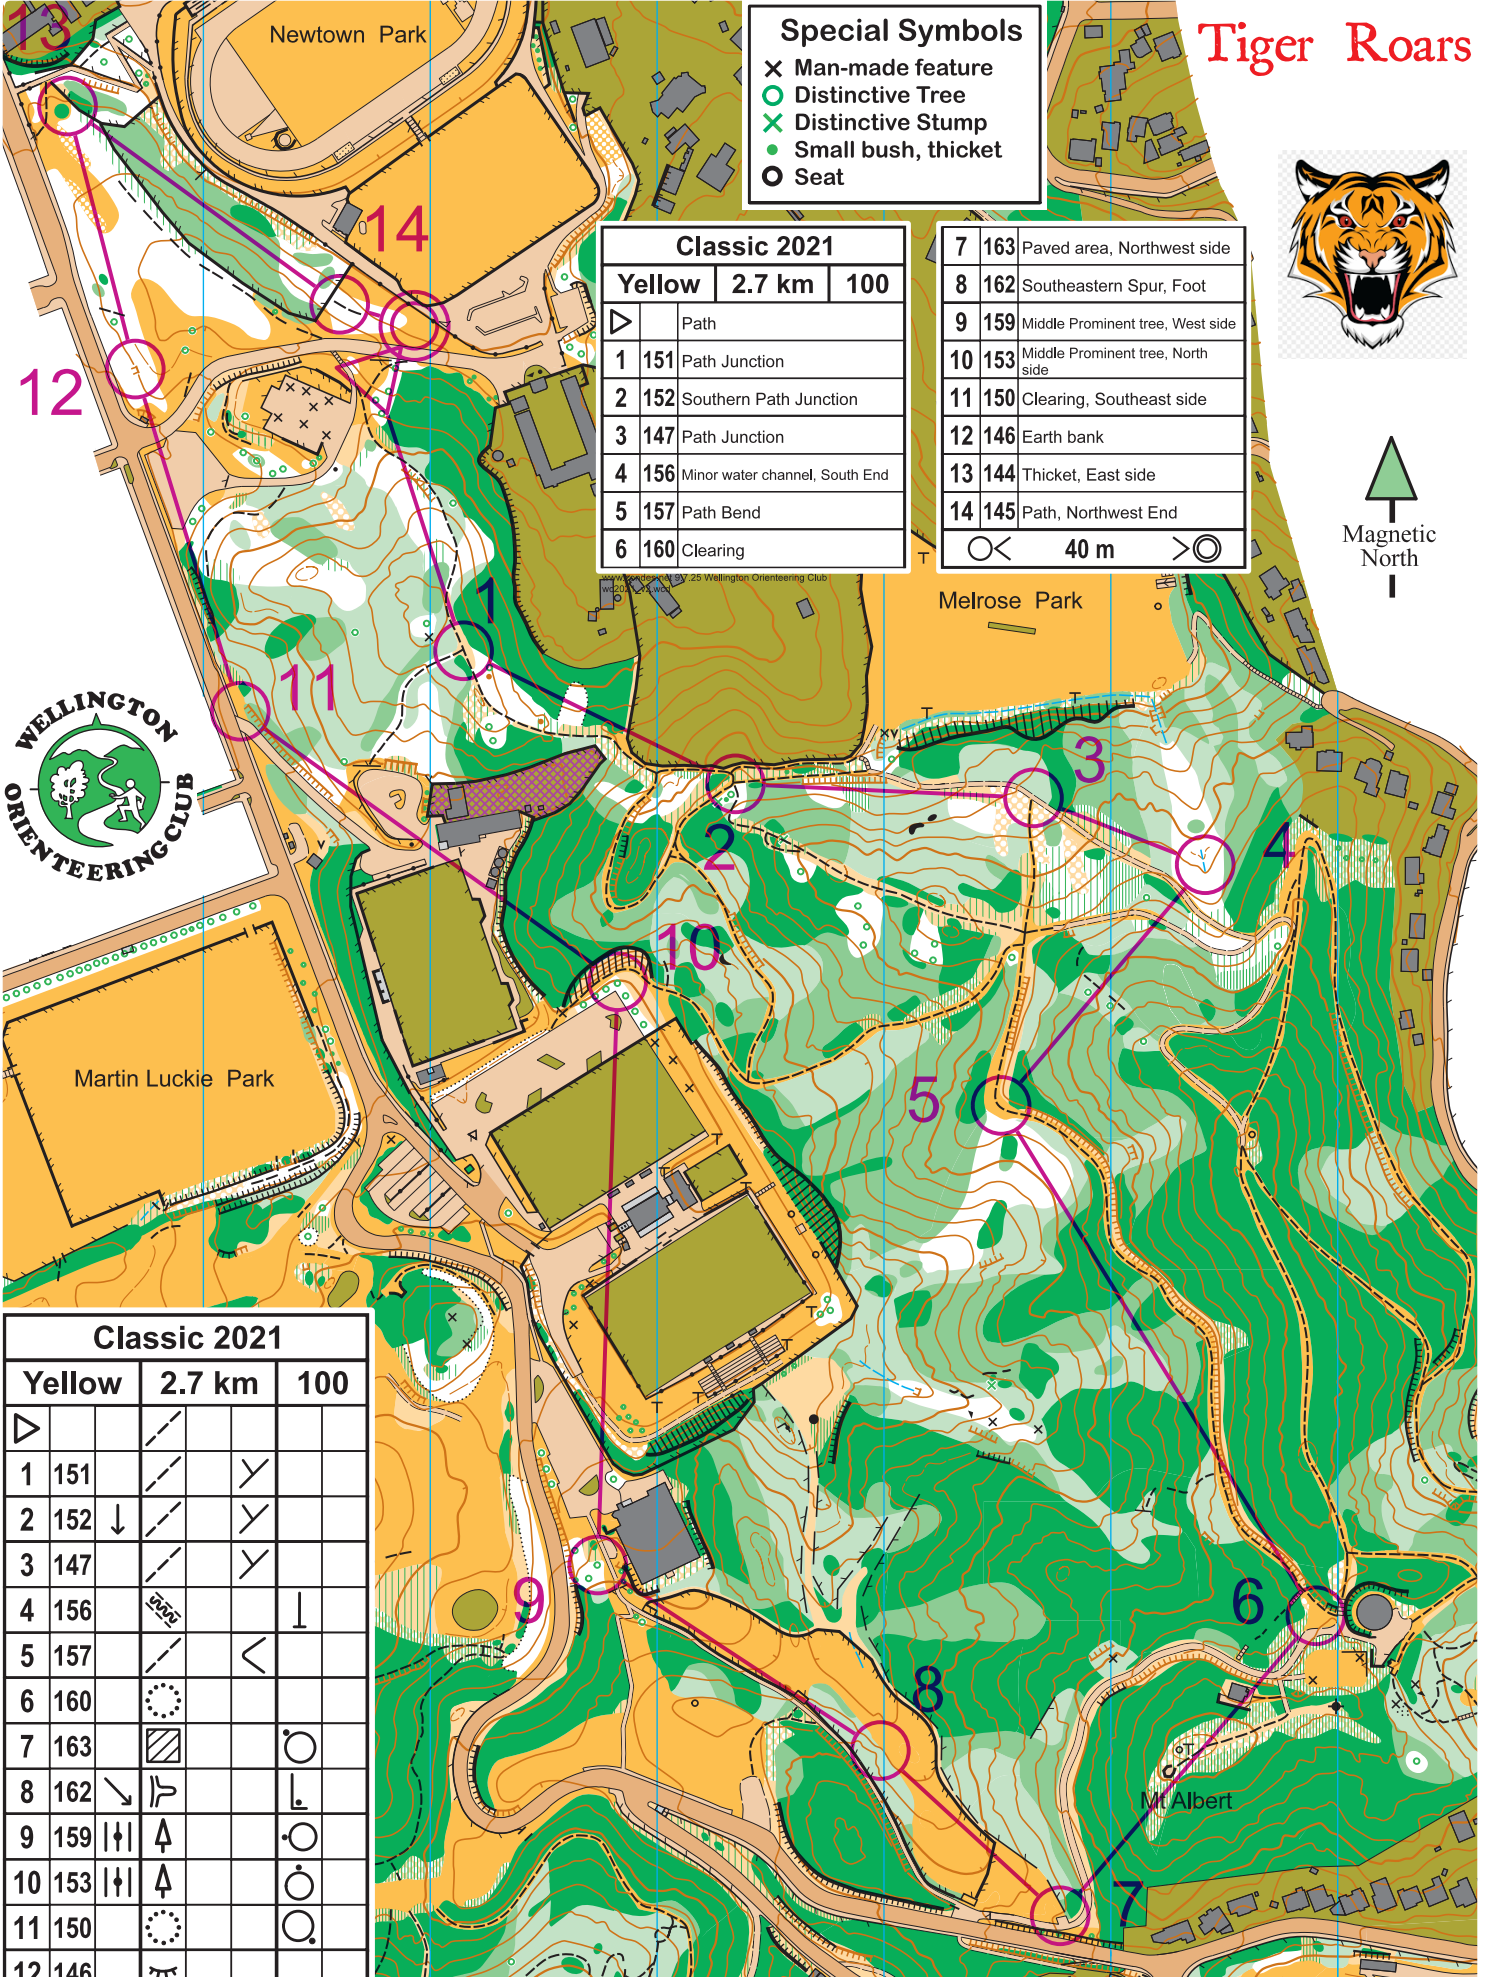 13
Newtown Park
Special Symbols
Man-made feature
Distinctive Tree
Distinctive Stump
Small bush, thicket
Seat
Tiger Roars
14
12
Classic 2021
Yellow 2.7 km 100
Path
1 151 Path Junction
2 152 Southern Path Junction
3 147 Path Junction
4 156 Minor water channel, South End
5 157 Path Bend
6 160 Clearing
7 163 Paved area, Northwest side
8 162 Southeastern Spur, Foot
9 159 Middle Prominent tree, West side
10 153 Middle Prominent tree, North
side
11 150 Clearing, Southeast side
12 146 Earth bank
13 144 Thicket, East side
14 145 Path, Northwest End
40 m
Magnetic
North
9.7.25 Wellington Orienteering Club
1
Melrose Park
11
WELLINGTON
ORIENTEERING CLUB
3
2
4
10
Martin Luckie Park
5
Classic 2021
Yellow 2.7 km 100
1 151
2 152
3 147
4 156
5 157
6 160
7 163
8 162
9 159
10 153
11 150
12 146
9
6
8
Mt Albert
7